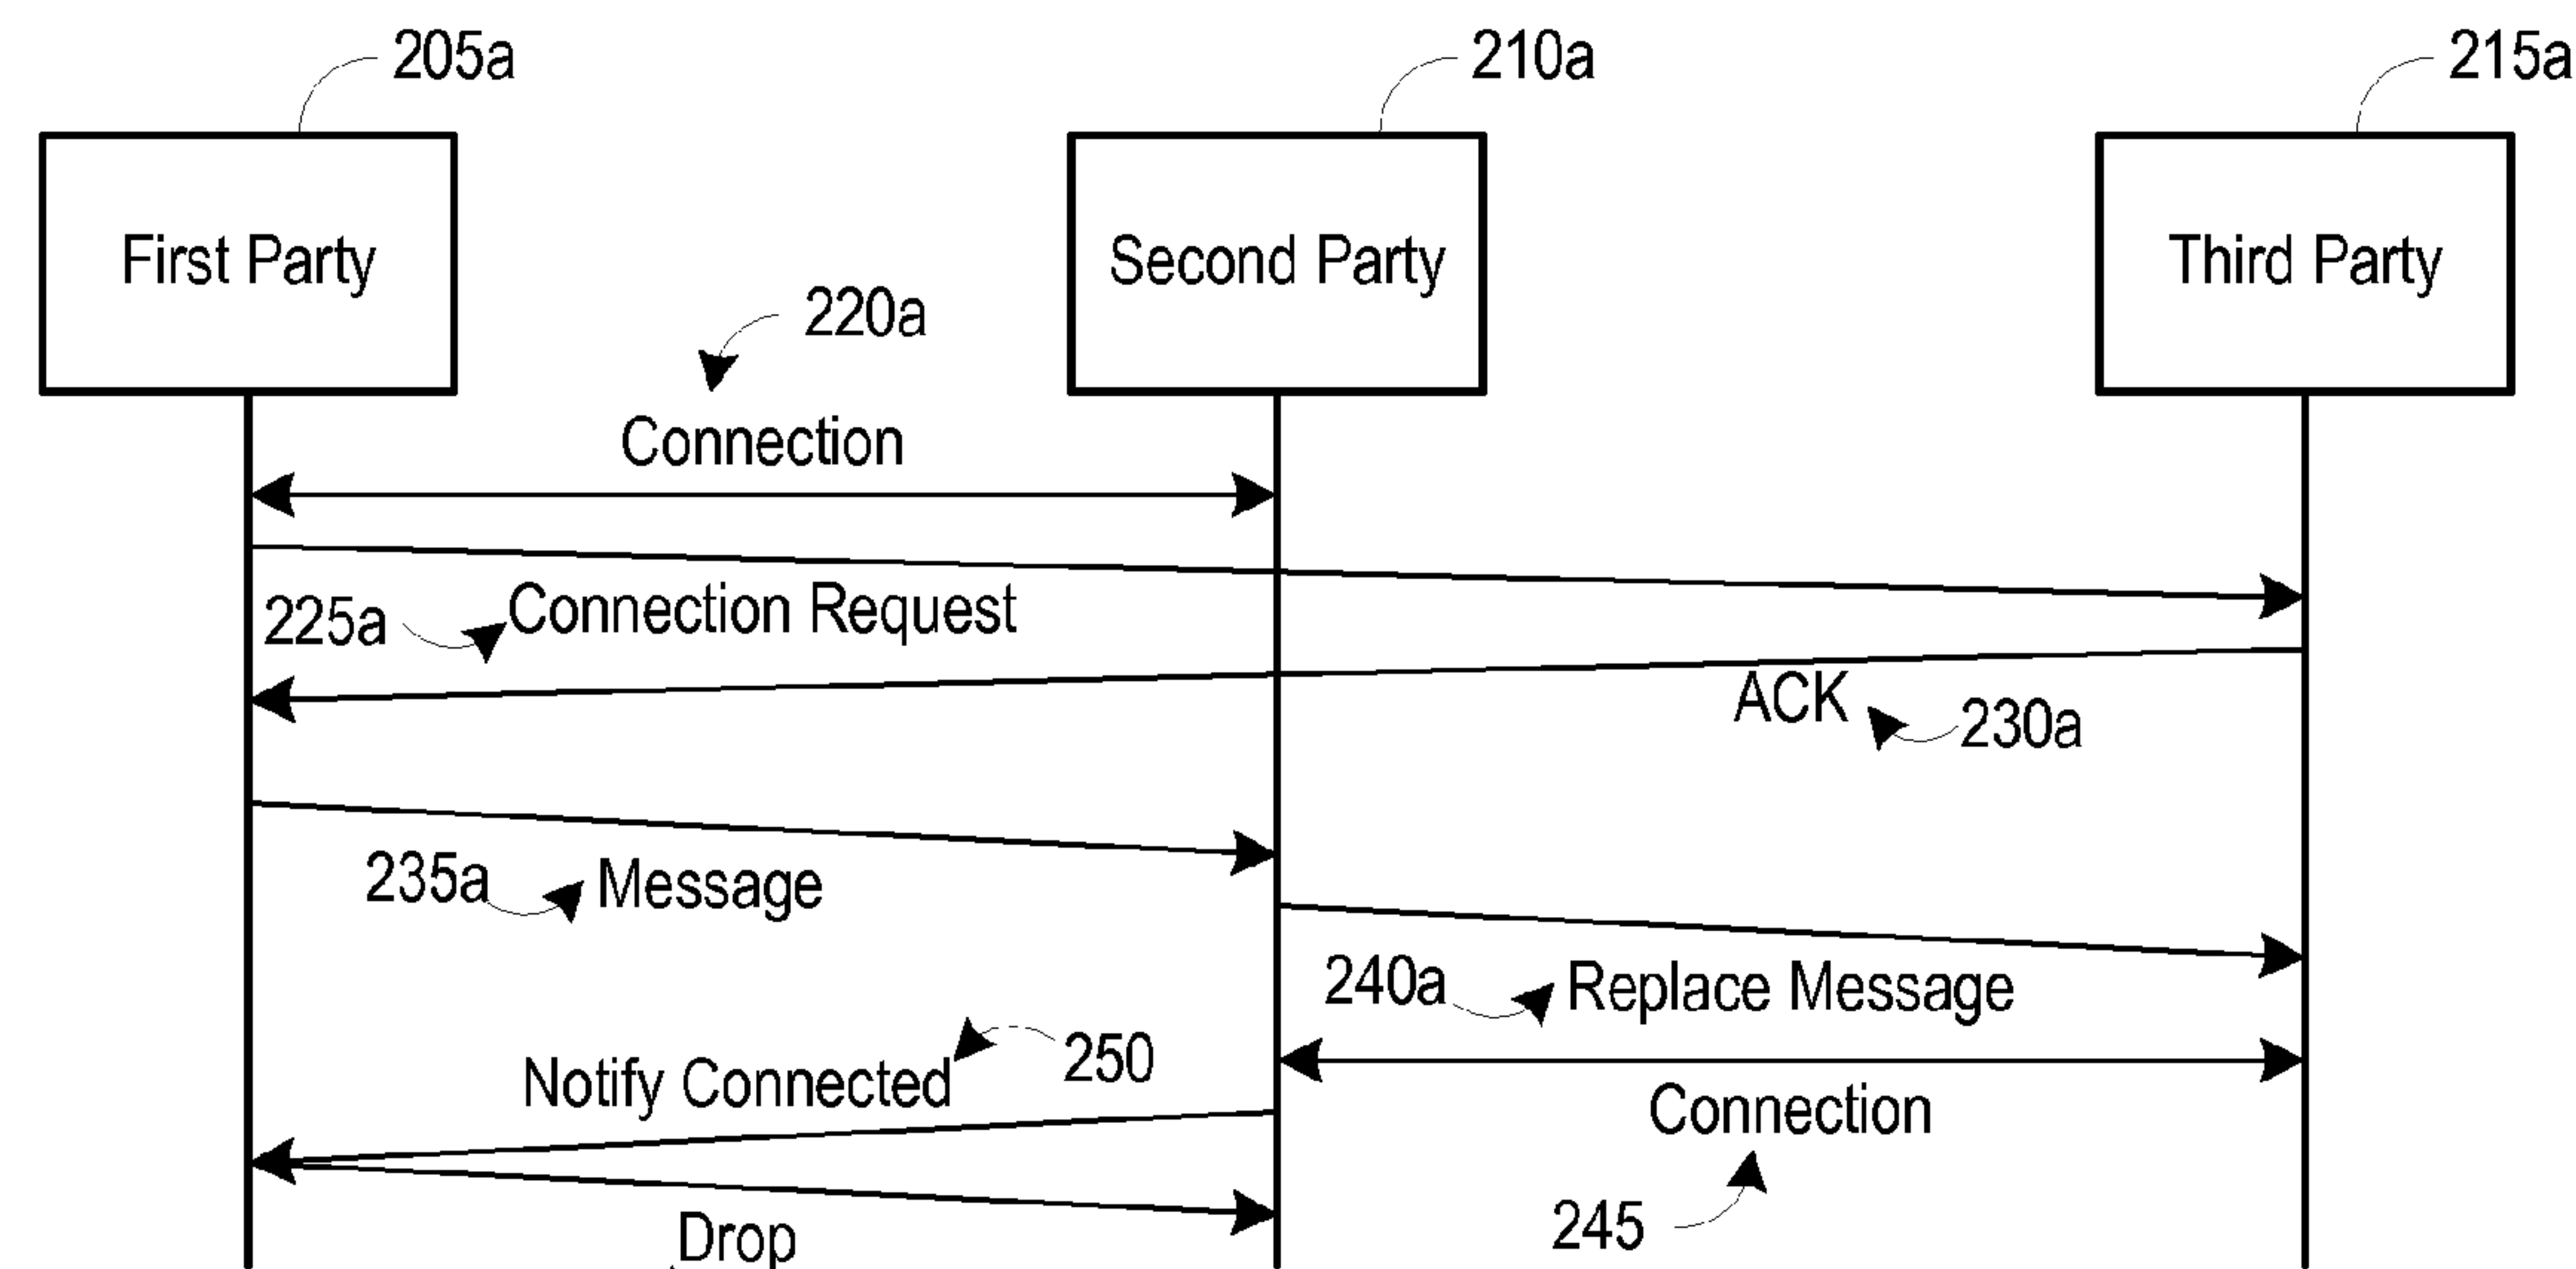 205a
210a
215a
First Party
Second Party
Third Party
220a
Connection
225a
Connection Request
ACK
230a
235a
Message
240a
Replace Message
250
Notify Connected
Connection
245
Drop